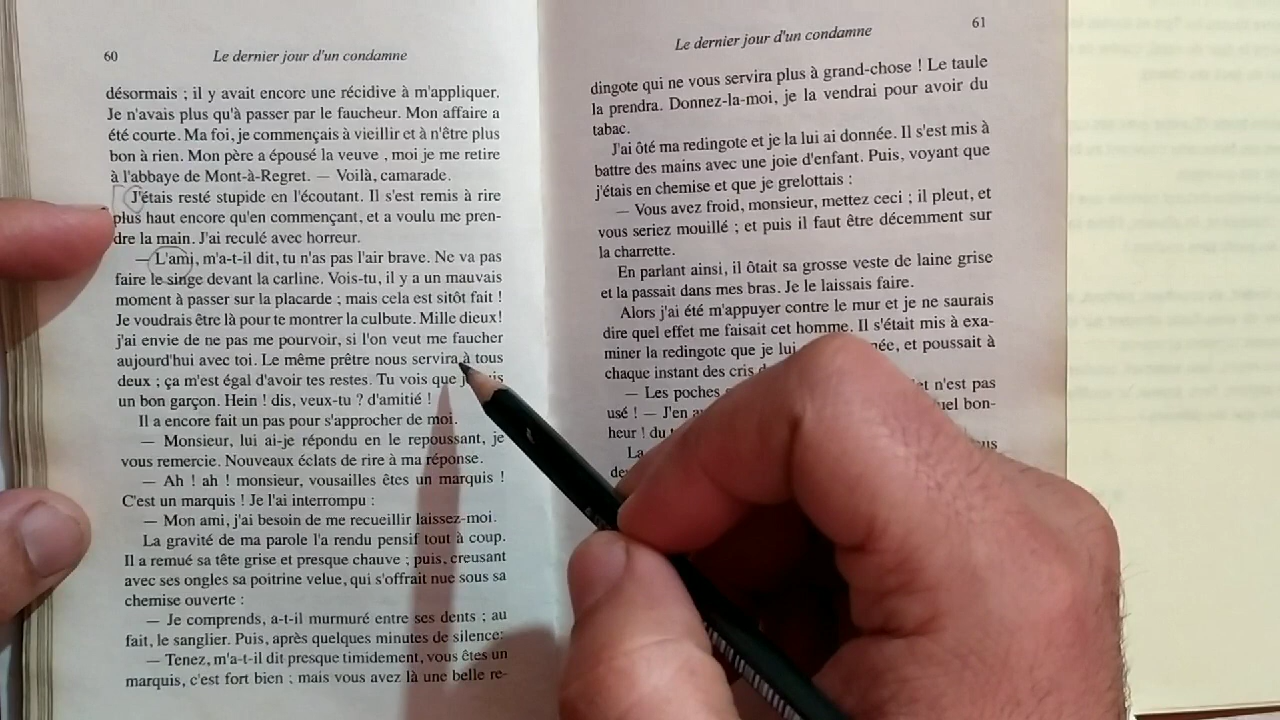 60
Le dernier jour d'un condamne
désormais ; il y avait encore une récidive à m'appliquer.
Je n'avais plus qu'à passer par le faucheur. Mon affaire a
été courte. Ma foi, je commençais à vieillir et à n'être plus
bon à rien. Mon père a épousé la veuve , moi je me retire
à l'abbaye de Mont-à-Regret. — Voilà, camarade.
J'étais resté stupide en l'écoutant. Il s'est remis à rire
plus haut encore qu'en commençant, et a voulu me pren-
dre la main. J'ai reculé avec horreur.
— L'ami, m'a-t-il dit, tu n'as pas l'air brave. Ne va pas
faire le singe devant la carline. Vois-tu, il y a un mauvais
moment à passer sur la placarde ; mais cela est sitôt fait !
Je voudrais être là pour te montrer la culbute. Mille dieux!
j'ai envie de ne pas me pourvoir, si l'on veut me faucher
aujourd'hui avec toi. Le même prêtre nous servira à tous
deux ; ça m'est égal d'avoir tes restes. Tu vois que
un bon garçon. Hein ! dis, veux-tu ? d'amitié !
Il a encore fait un pas pour s'approcher de moi.
— Monsieur, lui ai-je répondu en le repoussant, je
vous remercie. Nouveaux éclats de rire à ma réponse.
— Ah ! ah ! monsieur, vousailles êtes un marquis !
C'est un marquis ! Je l'ai interrompu :
— Mon ami, j'ai besoin de me recueillir laissez-moi.
La gravité de ma parole l'a rendu pensif tout à coup.
Il a remué sa tête grise et presque chauve ; puis, creusant
avec ses ongles sa poitrine velue, qui s'offrait nue sous sa
chemise ouverte :
— Je comprends, a-t-il murmuré entre ses dents ; au
fait, le sanglier. Puis, après quelques minutes de silence:
— Tenez, m'a-t-il dit presque timidement, vous êtes un
marquis, c'est fort bien ; mais vous avez là une belle re-
Le dernier jour d'un condamne
61
dingote qui ne vous servira plus à grand-chose ! Le taule
la prendra. Donnez-la-moi, je la vendrai pour avoir du
tabac.
J'ai ôté ma redingote et je la lui ai donnée. Il s'est mis à
battre des mains avec une joie d'enfant. Puis, voyant que
j'étais en chemise et que je grelottais :
— Vous avez froid, monsieur, mettez ceci ; il pleut, et
vous seriez mouillé ; et puis il faut être décemment sur
la charrette.
En parlant ainsi, il ôtait sa grosse veste de laine grise
et la passait dans mes bras. Je le laissais faire.
Alors j'ai été m'appuyer contre le mur et je ne saurais
dire quel effet me faisait cet homme. Il s'était mis à exa-
miner la redingote que je lui et poussait à
chaque instant des cris
— Les poches n'est pas
usé ! — J'en bon-
heur ! du
La